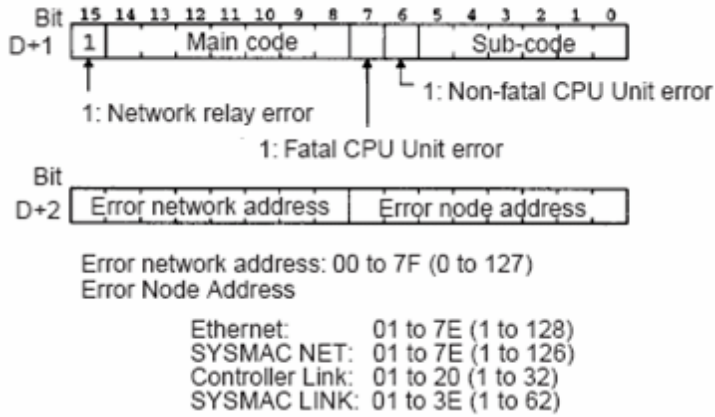 Bit 15 14 13 12 11 10 9 8 7 6 5 4 3 2 1 0
D+1 1 Main code Sub-code
1: Non-fatal CPU Unit error
1: Network relay error
1: Fatal CPU Unit error
Bit
D+2 Error network address Error node address
Error network address: 00 to 7F (0 to 127)
Error Node Address
Ethernet: 01 to 7E (1 to 128)
SYSMAC NET: 01 to 7E (1 to 126)
Controller Link: 01 to 20 (1 to 32)
SYSMAC LINK: 01 to 3E (1 to 62)